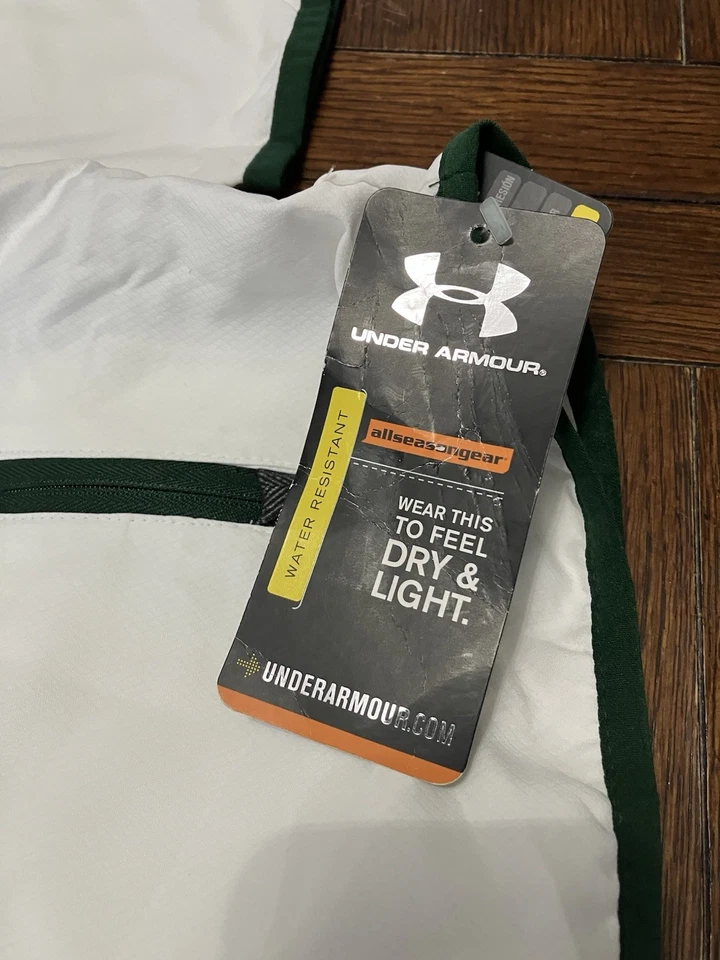 UNDER ARMOUR®
allseasongear
WATER RESISTANT
WEAR THIS
TO FEEL
DRY &
LIGHT.
UNDERARMOUR.COM